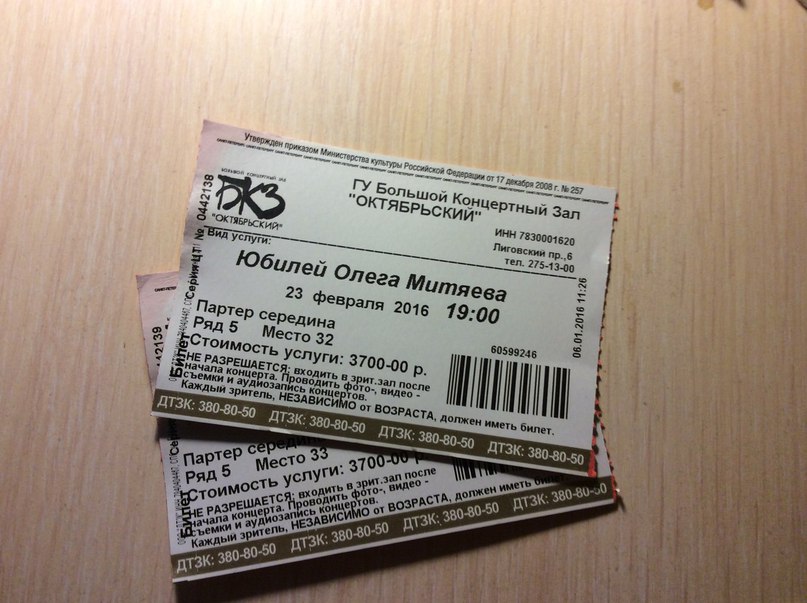 Утвержден приказом Министерства культуры Российской Федерации от 17 декабря 2008 г. № 257
БОЛЬШОЙ КОНЦЕРТНЫЙ ЗАЛ
БКЗ
"ОКТЯБРЬСКИЙ"
ГУ Большой Концертный Зал
"ОКТЯБРЬСКИЙ"
ИНН 7830001620
Лиговский пр.,6
тел. 275-13-00
Вид услуги:
Юбилей Олега Митяева
23 февраля 2016 19:00
Партер середина
Ряд 5 Место 32
Стоимость услуги: 3700-00 р.
НЕ РАЗРЕШАЕТСЯ: входить в зрит.зал после
начала концерта. Проводить фото-, видео -
съемки и аудиозапись концертов.
Каждый зритель, НЕЗАВИСИМО от ВОЗРАСТА, должен иметь билет.
60599246
06.01.2016 11:26
Билет Серия ЦТ № 0442138
ДТЗК: 380-80-50 ДТЗК: 380-80-50 ДТЗК: 380-80-50 ДТЗК: 380-80-50
42139
Билет
Партер середина
Ряд 5 Место 33
Стоимость услуги: 3700-00
НЕ РАЗРЕШАЕТСЯ: входить в зрит.зал после
начала концерта. Проводить фото-, видео -
съемки и аудиозапись концертов.
Каждый зритель, НЕЗАВИСИМО от ВОЗРАСТА, должен иметь
ДТЗК: 380-80-50 ДТЗК: 380-80-50 ДТЗК: 380-80-50 ДТЗК: 380-80-50